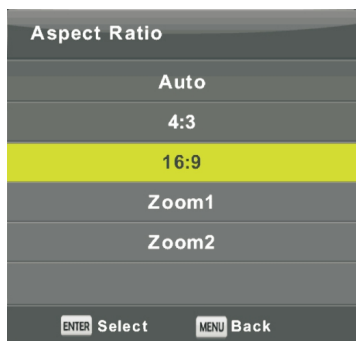 Aspect Ratio
Auto
4:3
16:9
Zoom1
Zoom2
ENTER Select MENU Back